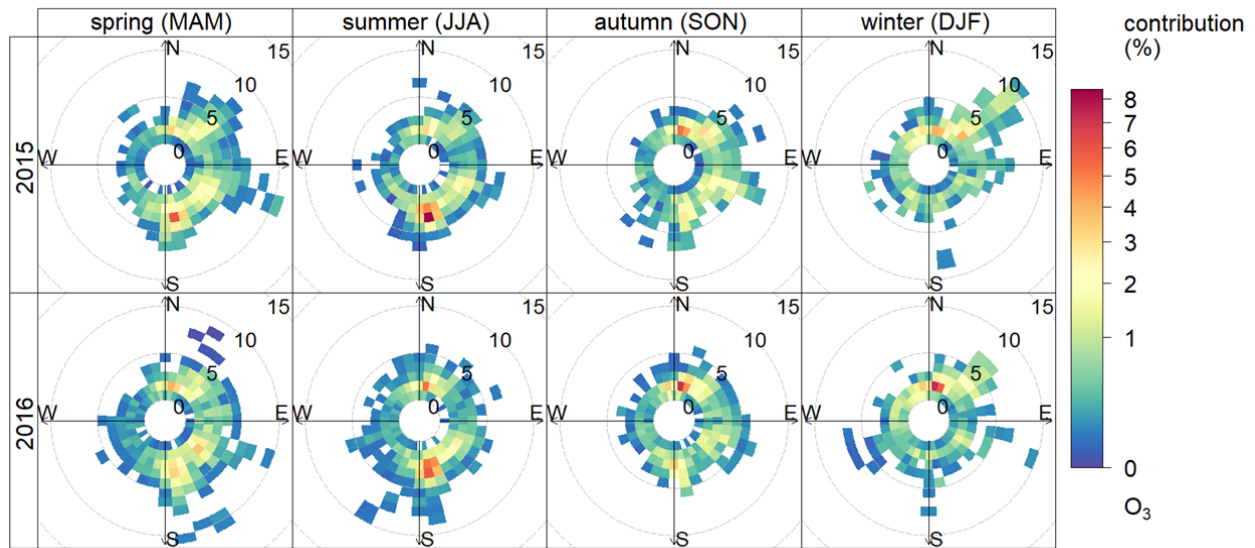 spring (MAM) summer (JJA) autumn (SON) winter (DJF)
contribution
(%)
2015
N 15 10 5 0 W E S
N 15 10 5 0 W E S
N 15 10 5 0 W E S
N 15 10 5 0 W E S
2016
N 15 10 5 0 W E S
N 15 10 5 0 W E S
N 15 10 5 0 W E S
N 15 10 5 0 W E S
8
7
6
5
4
3
2
1
0
O₃